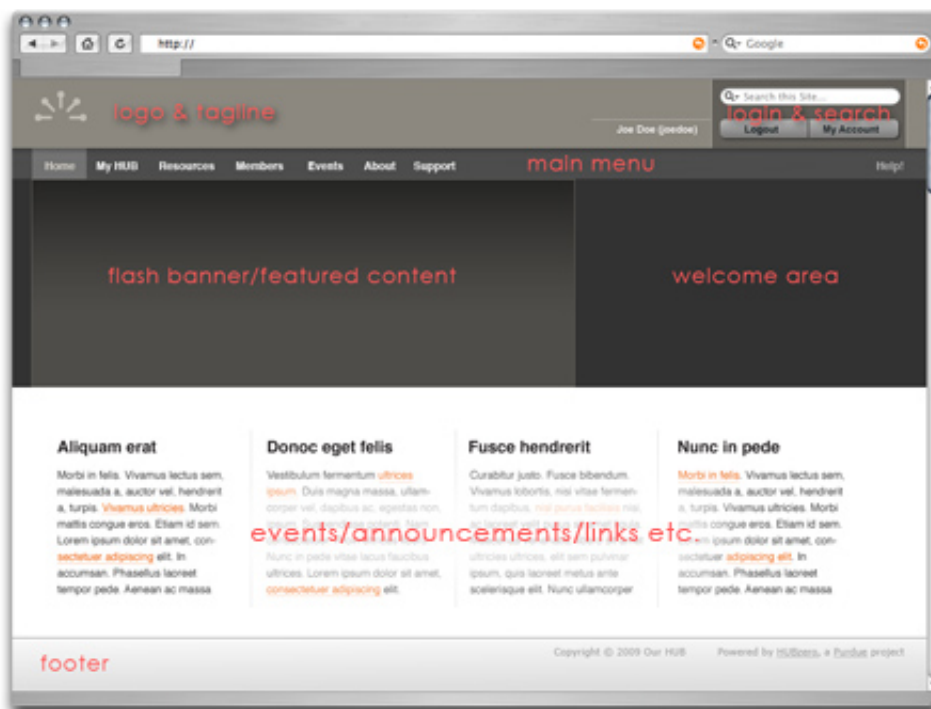 http://
Google
logo & tagline
Search this Site...
login & search
Joe Doe (joedoe)
Logout
My Account
Home My HUB Resources Members Events About Support
main menu
Help!
flash banner/featured content
welcome area
Aliquam erat
Morbi in felis. Vivamus lectus sem,
malesuada a, auctor vel, hendrerit
a, turpis. Vivamus ultricies. Morbi
mattis congue eros. Etiam id sem.
Lorem ipsum dolor sit amet, con-
sectetuer adipiscing elit. In
accumsan. Phasellus laoreet
tempor pede. Aenean ac massa
Donoc eget felis
Vestibulum fermentum ultrices
ipsum. Duis magna massa, ullam-
corper vel, dapibus ac, egestas non,
Nunc in pede vitae lacus faucibus
ultrices. Lorem ipsum dolor sit amet,
consectetuer adipiscing elit.
Fusce hendrerit
Curabitur justo. Fusce bibendum.
Vivamus lobortis, nisi vitae fermen-
tum dapibus, nisl purus facilisis nisi,
ultricies ultrices, elit sem pulvinar
ipsum, quis laoreet metus ante
scelerisque elit. Nunc ullamcorper
Nunc in pede
Morbi in felis. Vivamus lectus sem,
malesuada a, auctor vel, hendrerit
a, turpis. Vivamus ultricies. Morbi
mattis congue eros. Etiam id sem.
Lorem ipsum dolor sit amet, con-
sectetuer adipiscing elit. In
accumsan. Phasellus laoreet
tempor pede. Aenean ac massa
events/announcements/links etc.
footer
Copyright © 2009 Our HUB
Powered by HUBzero, a Purdue project